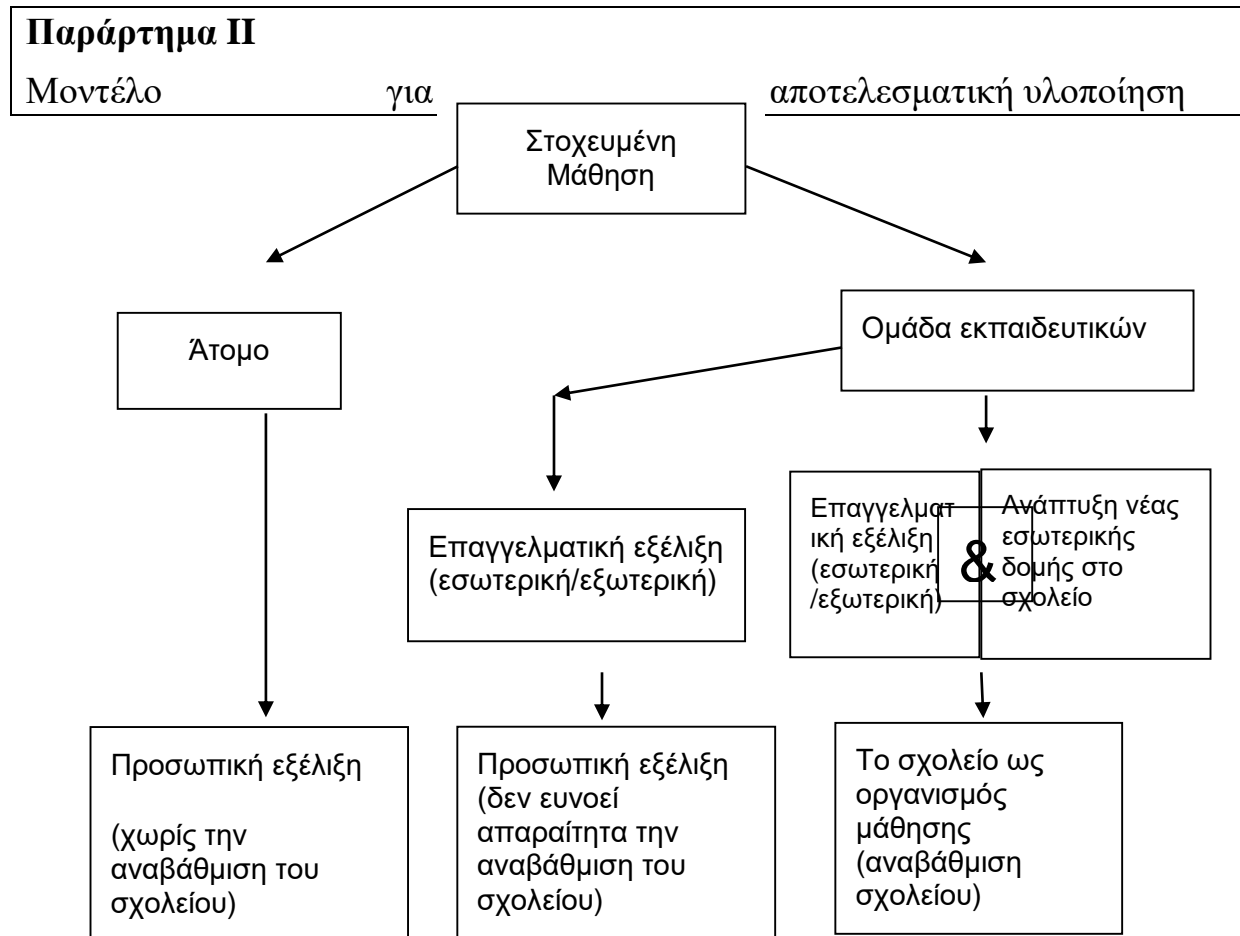 Παράρτημα ΙΙ
Μοντέλο για αποτελεσματική υλοποίηση
Στοχευμένη
Μάθηση
Άτομο
Ομάδα εκπαιδευτικών
Επαγγελματική εξέλιξη
(εσωτερική/εξωτερική)
Επαγγελματ
ική εξέλιξη
(εσωτερική
/εξωτερική)
&
Ανάπτυξη νέας
εσωτερικής
δομής στο
σχολείο
Προσωπική εξέλιξη
(χωρίς την
αναβάθμιση του
σχολείου)
Προσωπική εξέλιξη
(δεν ευνοεί
απαραίτητα την
αναβάθμιση του
σχολείου)
Το σχολείο ως
οργανισμός
μάθησης
(αναβάθμιση
σχολείου)